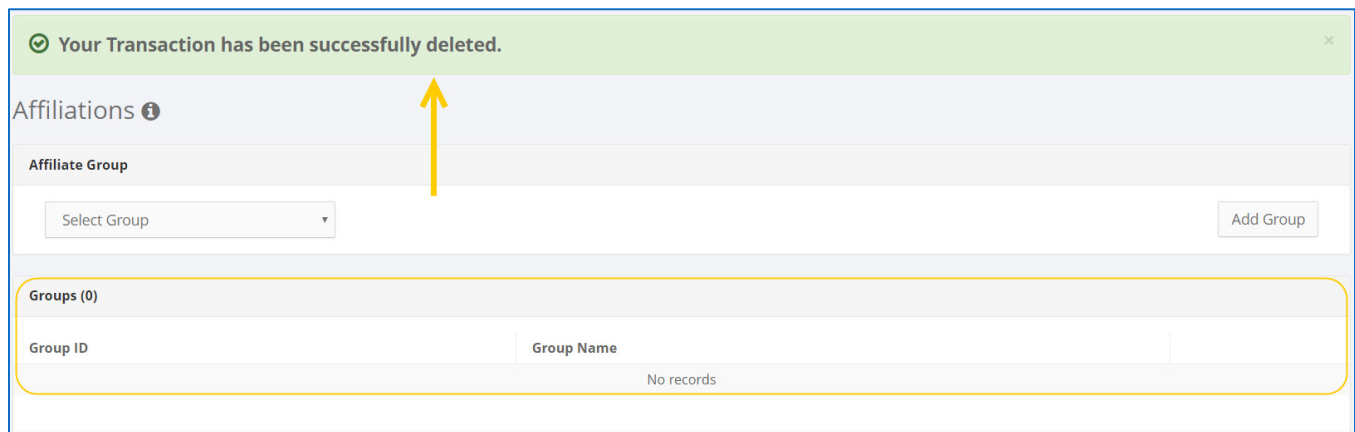 Your Transaction has been successfully deleted.
Affiliations
Affiliate Group
Select Group
Add Group
Groups (0)
Group ID
Group Name
No records